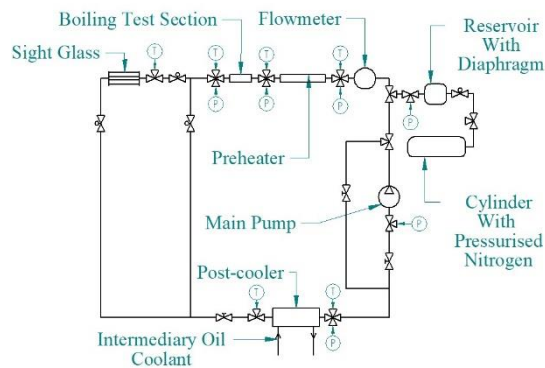 Boiling Test Section
Flowmeter
Reservoir
With
Diaphragm
Sight Glass
T
T
T
T
P
P
P
P
Preheater
Main Pump
P
Cylinder
With
Pressurised
Nitrogen
Post-cooler
T
T
P
Intermediary Oil
Coolant